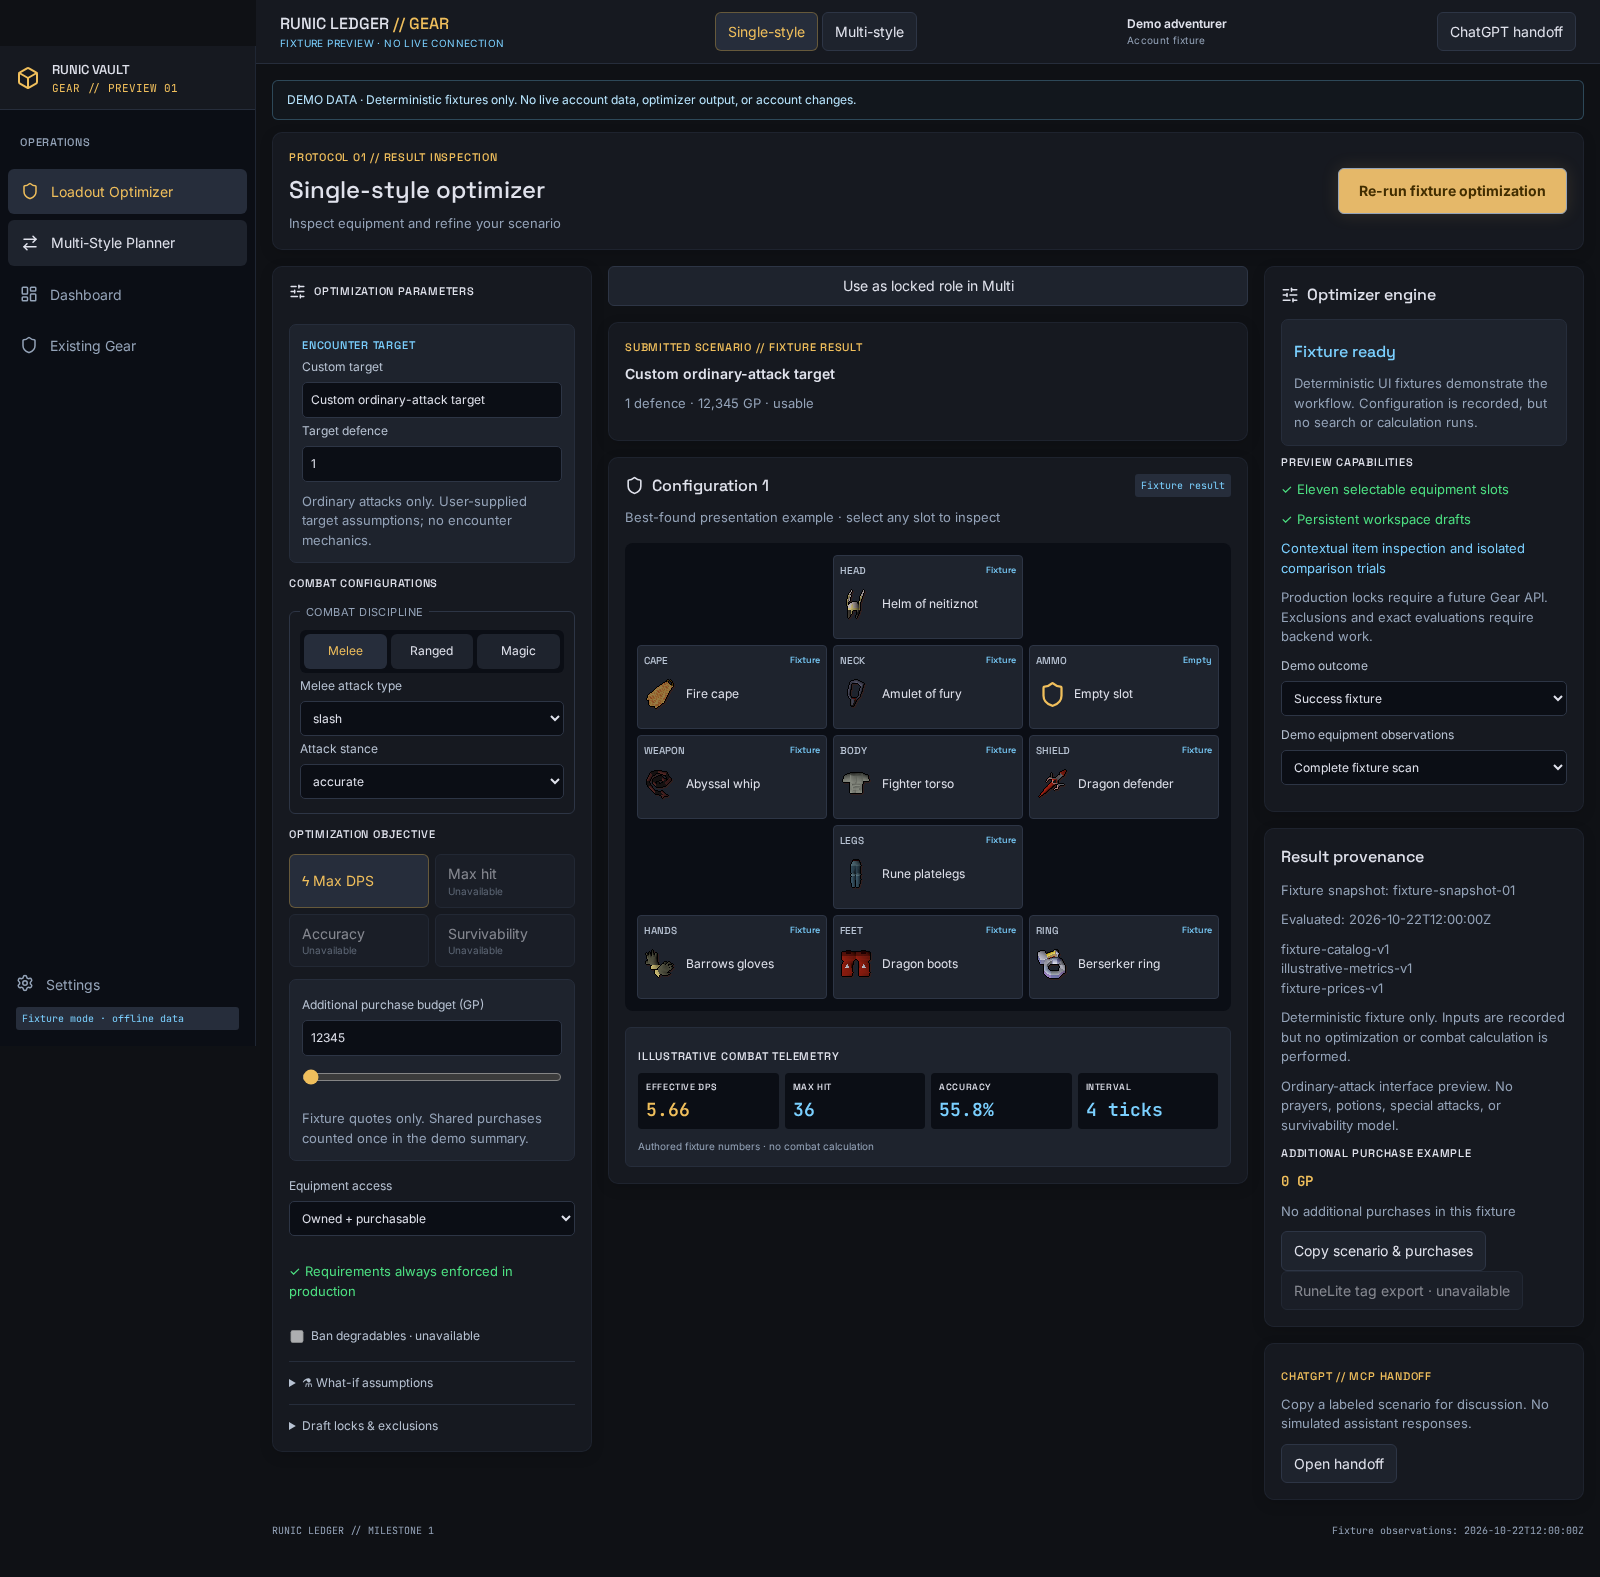 RUNIC VAULT
GEAR // PREVIEW 01
OPERATIONS
Loadout Optimizer
Multi-Style Planner
Dashboard
Existing Gear
Settings
Fixture mode · offline data
RUNIC LEDGER // GEAR
FIXTURE PREVIEW · NO LIVE CONNECTION
Single-style
Multi-style
Demo adventurer
Account fixture
ChatGPT handoff
DEMO DATA · Deterministic fixtures only. No live account data, optimizer output, or account changes.
PROTOCOL 01 // RESULT INSPECTION
Single-style optimizer
Inspect equipment and refine your scenario
Re-run fixture optimization
OPTIMIZATION PARAMETERS
ENCOUNTER TARGET
Custom target
Custom ordinary-attack target
Target defence
1
Ordinary attacks only. User-supplied
target assumptions; no encounter
mechanics.
COMBAT CONFIGURATIONS
COMBAT DISCIPLINE
Melee
Ranged
Magic
Melee attack type
slash
Attack stance
accurate
OPTIMIZATION OBJECTIVE
ϟ Max DPS
Max hit
Unavailable
Accuracy
Unavailable
Survivability
Unavailable
Additional purchase budget (GP)
12345
Fixture quotes only. Shared purchases
counted once in the demo summary.
Equipment access
Owned + purchasable
✓ Requirements always enforced in
production
Ban degradables · unavailable
▶ ⚗ What-if assumptions
▶ Draft locks & exclusions
Use as locked role in Multi
SUBMITTED SCENARIO // FIXTURE RESULT
Custom ordinary-attack target
1 defence · 12,345 GP · usable
Configuration 1
Fixture result
Best-found presentation example · select any slot to inspect
HEAD
Fixture
Helm of neitiznot
CAPE
Fixture
Fire cape
NECK
Fixture
Amulet of fury
AMMO
Empty
Empty slot
WEAPON
Fixture
Abyssal whip
BODY
Fixture
Fighter torso
SHIELD
Fixture
Dragon defender
LEGS
Fixture
Rune platelegs
HANDS
Fixture
Barrows gloves
FEET
Fixture
Dragon boots
RING
Fixture
Berserker ring
ILLUSTRATIVE COMBAT TELEMETRY
EFFECTIVE DPS
5.66
MAX HIT
36
ACCURACY
55.8%
INTERVAL
4 ticks
Authored fixture numbers · no combat calculation
Optimizer engine
Fixture ready
Deterministic UI fixtures demonstrate the
workflow. Configuration is recorded, but
no search or calculation runs.
PREVIEW CAPABILITIES
✓ Eleven selectable equipment slots
✓ Persistent workspace drafts
Contextual item inspection and isolated
comparison trials
Production locks require a future Gear API.
Exclusions and exact evaluations require
backend work.
Demo outcome
Success fixture
Demo equipment observations
Complete fixture scan
Result provenance
Fixture snapshot: fixture-snapshot-01
Evaluated: 2026-10-22T12:00:00Z
fixture-catalog-v1
illustrative-metrics-v1
fixture-prices-v1
Deterministic fixture only. Inputs are recorded
but no optimization or combat calculation is
performed.
Ordinary-attack interface preview. No
prayers, potions, special attacks, or
survivability model.
ADDITIONAL PURCHASE EXAMPLE
0 GP
No additional purchases in this fixture
Copy scenario & purchases
RuneLite tag export · unavailable
CHATGPT // MCP HANDOFF
Copy a labeled scenario for discussion. No
simulated assistant responses.
Open handoff
RUNIC LEDGER // MILESTONE 1
Fixture observations: 2026-10-22T12:00:00Z